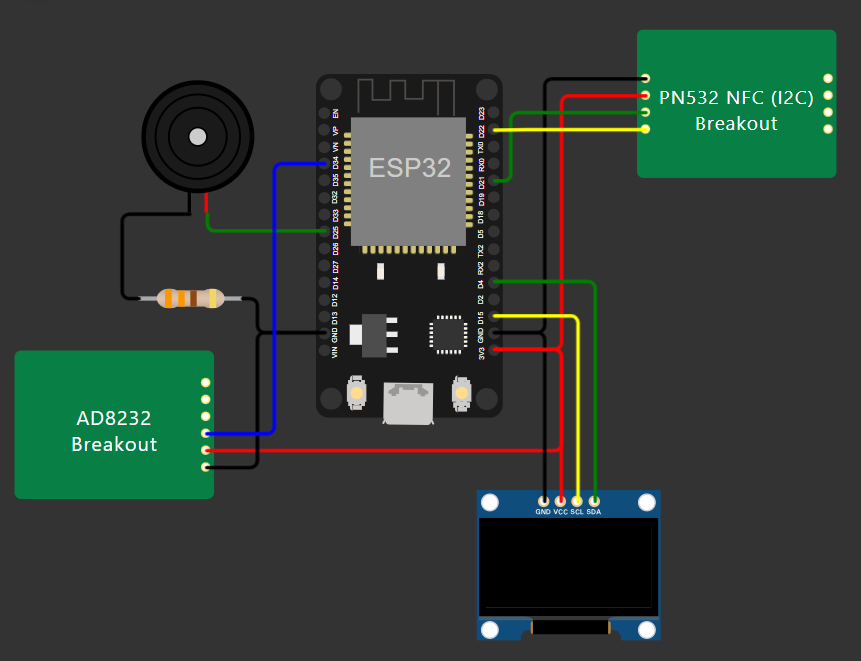 PN532 NFC (I2C)
Breakout
ESP32
EN
VP
VN
D34
D35
D32
D33
D25
D26
D27
D14
D12
D13
GND
VIN
D23
D22
TX0
RX0
D21
D19
D18
D5
TX2
RX2
D4
D2
D15
GND
3V3
AD8232
Breakout
GND VCC SCL SDA